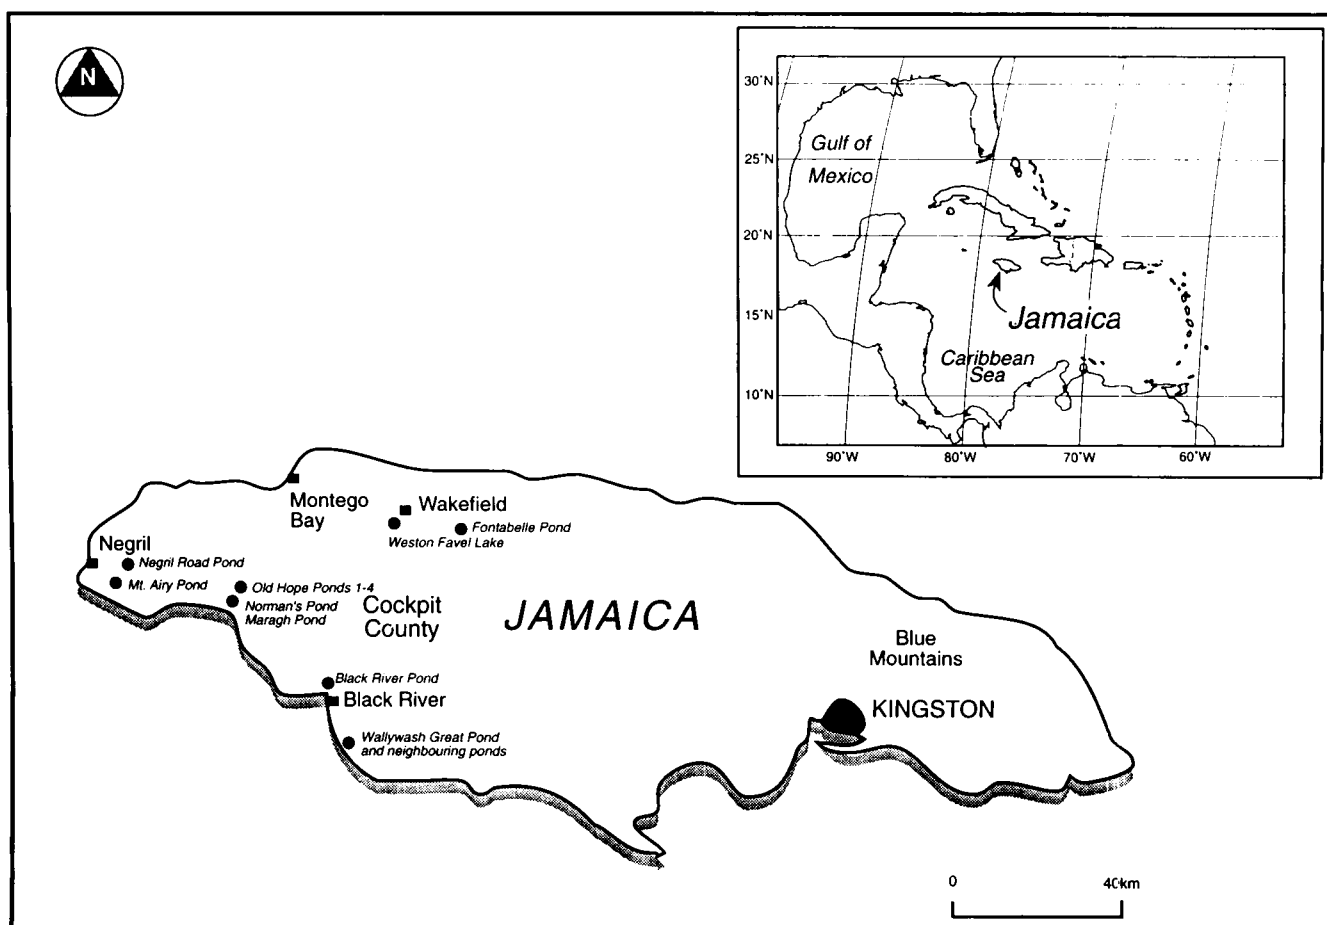 N
30°N
25°N
20°N
15°N
10°N
90°W
80°W
70°W
60°W
Gulf of
Mexico
Jamaica
Caribbean
Sea
Montego
Bay
Wakefield
Fontabelle Pond
Weston Favel Lake
Negril
Negril Road Pond
Mt. Airy Pond
Old Hope Ponds 1-4
Norman's Pond
Maragh Pond
Cockpit
County
JAMAICA
Blue
Mountains
Black River Pond
Black River
KINGSTON
Wallywash Great Pond
and neighbouring ponds
0
40km